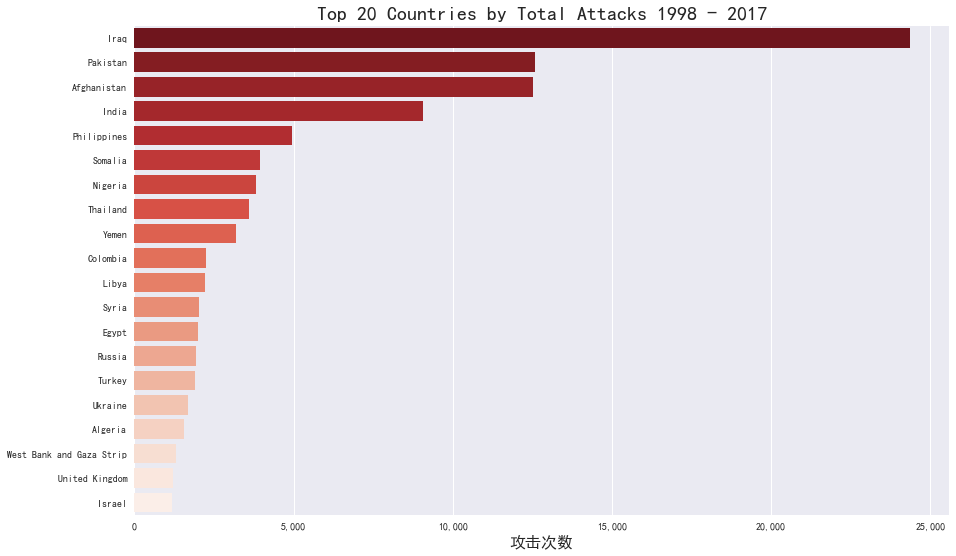 Top 20 Countries by Total Attacks 1998 - 2017
Iraq
Pakistan
Afghanistan
India
Philippines
Somalia
Nigeria
Thailand
Yemen
Colombia
Libya
Syria
Egypt
Russia
Turkey
Ukraine
Algeria
West Bank and Gaza Strip
United Kingdom
Israel
0 5,000 10,000 15,000 20,000 25,000
攻击次数